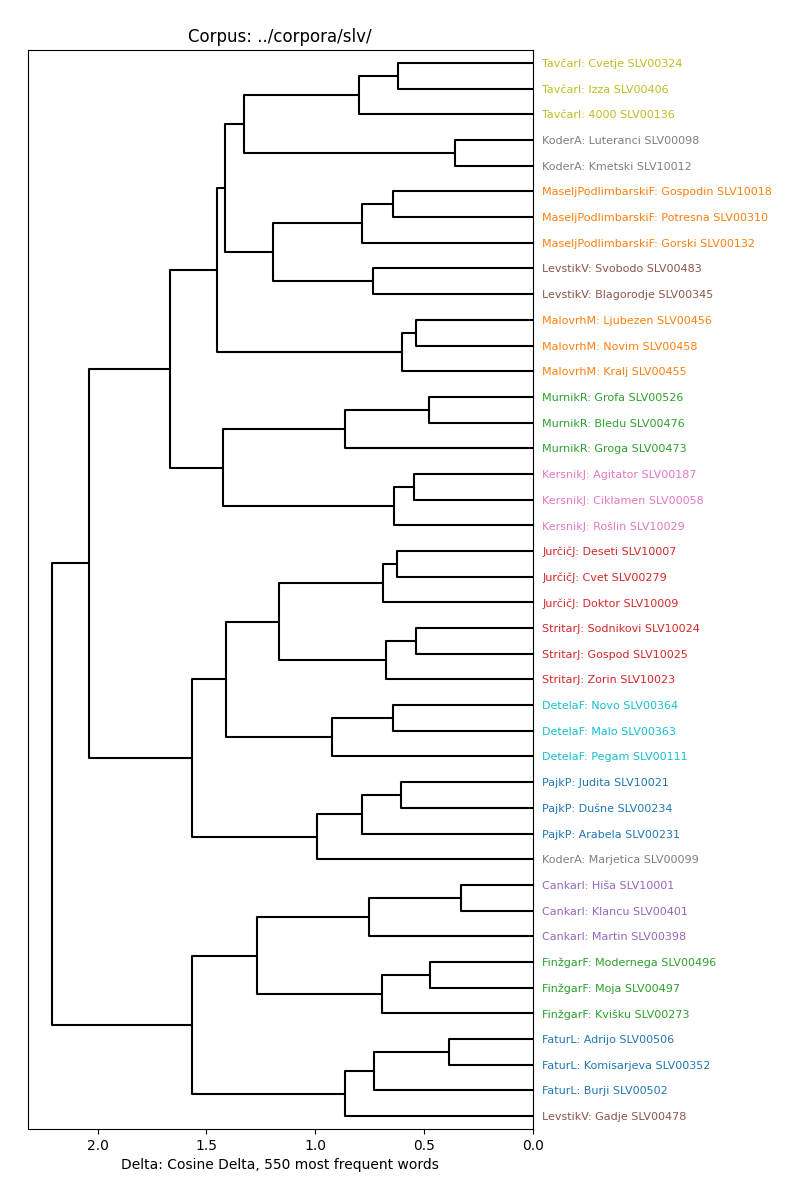 Corpus: ../corpora/slv/
TavčarI: Cvetje SLV00324
TavčarI: Izza SLV00406
TavčarI: 4000 SLV00136
KoderA: Luteranci SLV00098
KoderA: Kmetski SLV10012
MaseljPodlimbarskiF: Gospodin SLV10018
MaseljPodlimbarskiF: Potresna SLV00310
MaseljPodlimbarskiF: Gorski SLV00132
LevstikV: Svobodo SLV00483
LevstikV: Blagorodje SLV00345
MalovrhM: Ljubezen SLV00456
MalovrhM: Novim SLV00458
MalovrhM: Kralj SLV00455
MurnikR: Grofa SLV00526
MurnikR: Bledu SLV00476
MurnikR: Groga SLV00473
KersnikJ: Agitator SLV00187
KersnikJ: Ciklamen SLV00058
KersnikJ: Rošlin SLV10029
JurčičJ: Deseti SLV10007
JurčičJ: Cvet SLV00279
JurčičJ: Doktor SLV10009
StritarJ: Sodnikovi SLV10024
StritarJ: Gospod SLV10025
StritarJ: Zorin SLV10023
DetelaF: Novo SLV00364
DetelaF: Malo SLV00363
DetelaF: Pegam SLV00111
PajkP: Judita SLV10021
PajkP: Dušne SLV00234
PajkP: Arabela SLV00231
KoderA: Marjetica SLV00099
CankarI: Hiša SLV10001
CankarI: Klancu SLV00401
CankarI: Martin SLV00398
FinžgarF: Modernega SLV00496
FinžgarF: Moja SLV00497
FinžgarF: Kvišku SLV00273
FaturL: Adrijo SLV00506
FaturL: Komisarjeva SLV00352
FaturL: Burji SLV00502
LevstikV: Gadje SLV00478
2.0 1.5 1.0 0.5 0.0
Delta: Cosine Delta, 550 most frequent words